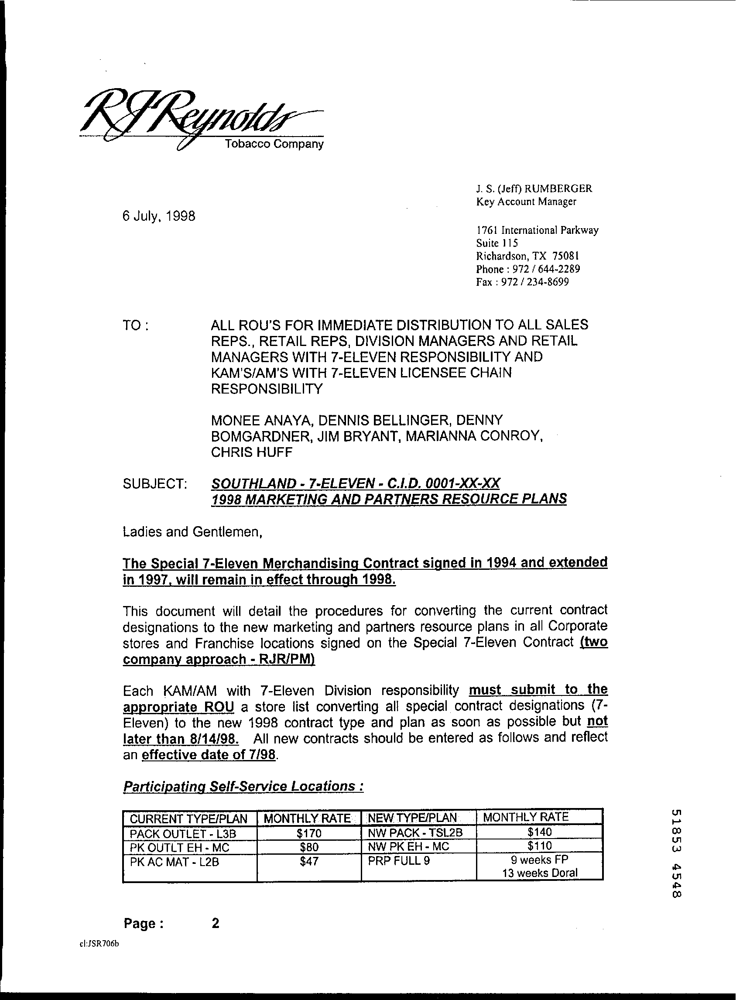 RJReynolds
Tobacco Company
J. S. (Jeff) RUMBERGER
Key Account Manager
6 July, 1998
1761 International Parkway
Suite 115
Richardson, TX 75081
Phone : 972 / 644-2289
Fax : 972 / 234-8699
TO : ALL ROU'S FOR IMMEDIATE DISTRIBUTION TO ALL SALES
REPS., RETAIL REPS, DIVISION MANAGERS AND RETAIL
MANAGERS WITH 7-ELEVEN RESPONSIBILITY AND
KAM'S/AM'S WITH 7-ELEVEN LICENSEE CHAIN
RESPONSIBILITY
MONEE ANAYA, DENNIS BELLINGER, DENNY
BOMGARDNER, JIM BRYANT, MARIANNA CONROY,
CHRIS HUFF
SUBJECT: SOUTHLAND - 7-ELEVEN - C.I.D. 0001-XX-XX
1998 MARKETING AND PARTNERS RESOURCE PLANS
Ladies and Gentlemen,
The Special 7-Eleven Merchandising Contract signed in 1994 and extended
in 1997, will remain in effect through 1998.
This document will detail the procedures for converting the current contract
designations to the new marketing and partners resource plans in all Corporate
stores and Franchise locations signed on the Special 7-Eleven Contract (two
company approach - RJR/PM)
Each KAM/AM with 7-Eleven Division responsibility must submit to the
appropriate ROU a store list converting all special contract designations (7-
Eleven) to the new 1998 contract type and plan as soon as possible but not
later than 8/14/98. All new contracts should be entered as follows and reflect
an effective date of 7/98.
Participating Self-Service Locations :
CURRENT TYPE/PLAN MONTHLY RATE NEW TYPE/PLAN MONTHLY RATE
PACK OUTLET - L3B $170 NW PACK - TSL2B $140
PK OUTLT EH - MC $80 NW PK EH - MC $110
PK AC MAT - L2B $47 PRP FULL 9 9 weeks FP
13 weeks Doral
51853 4548
Page : 2
cl:JSR706b